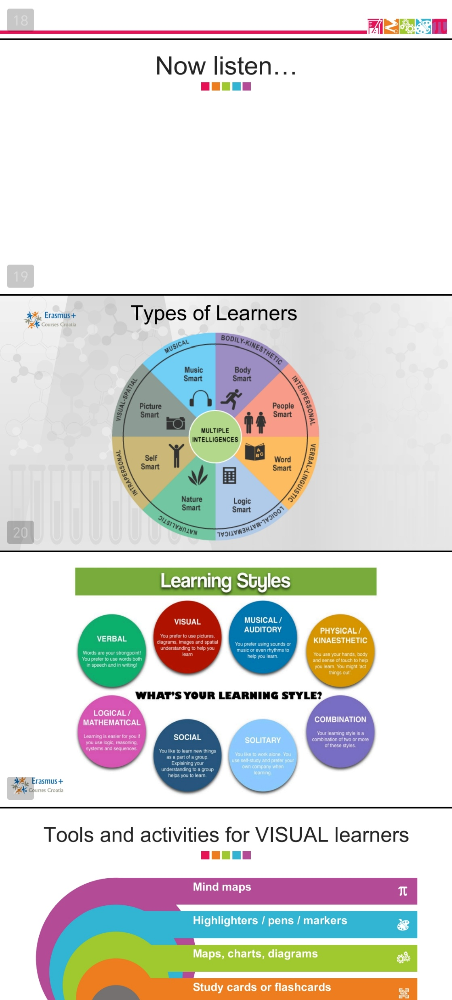 18
Now listen...
19
Erasmus+
Courses Croatia
Types of Learners
MUSICAL
BODILY-KINESTHETIC
INTERPERSONAL
VERBAL-LINGUISTIC
LOGICAL-MATHEMATICAL
NATURALISTIC
INTRAPERSONAL
VISUAL-SPATIAL
Music
Smart
Body
Smart
People
Smart
Word
Smart
Logic
Smart
Nature
Smart
Self
Smart
Picture
Smart
MULTIPLE
INTELLIGENCES
A
B C
20
Learning Styles
VERBAL
Words are your strongpoint!
You prefer to use words both
in speech and in writing!
VISUAL
You prefer to use pictures,
diagrams, images and spatial
understanding to help you
learn
MUSICAL /
AUDITORY
You prefer using sounds or
music or even rhythms to
help you learn.
PHYSICAL /
KINAESTHETIC
You use your hands, body
and sense of touch to help
you learn. You might 'act
things out'.
WHAT'S YOUR LEARNING STYLE?
LOGICAL /
MATHEMATICAL
Learning is easier for you if
you use logic, reasoning,
systems and sequences.
SOCIAL
You like to learn new things
as a part of a group.
Explaining your
understanding to a group
helps you to learn.
SOLITARY
You like to work alone. You
use self-study and prefer your
own company when
learning.
COMBINATION
Your learning style is a
combination of two or more
of these styles.
Erasmus+
Courses Croatia
Tools and activities for VISUAL learners
Mind maps
π
Highlighters / pens / markers
Maps, charts, diagrams
Study cards or flashcards